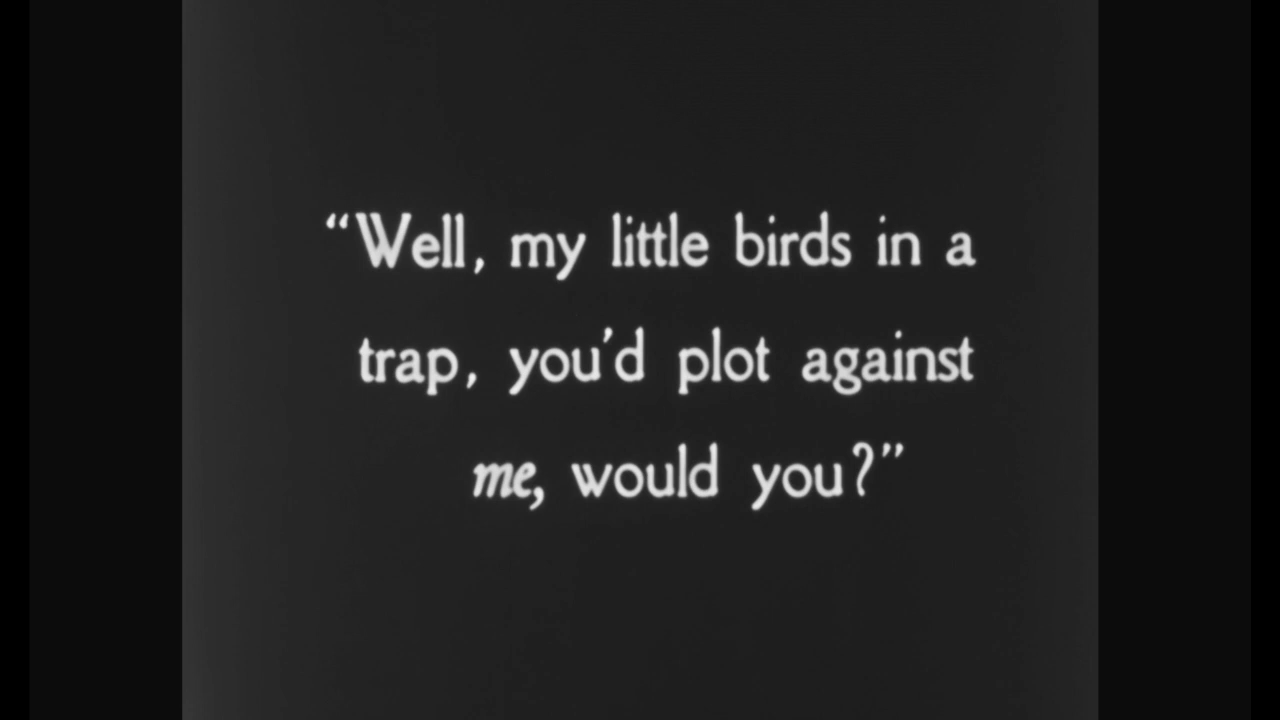 “Well, my little birds in a
trap, you’d plot against
me, would you?”